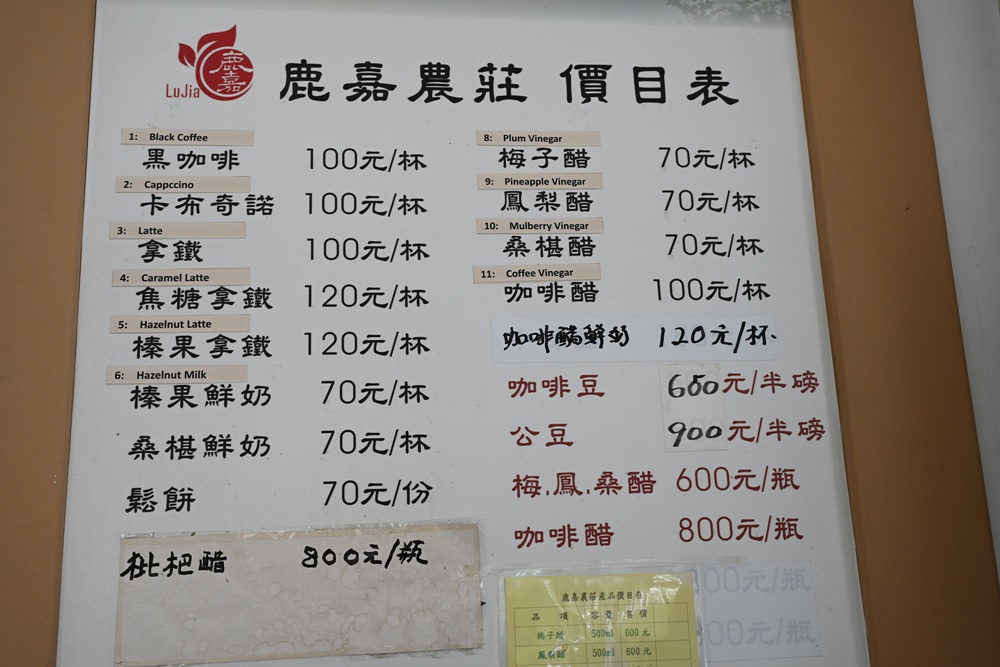 鹿嘉
LuJia
鹿嘉農莊 價目表
1: Black Coffee
黑咖啡 100元/杯
2: Cappccino
卡布奇諾 100元/杯
3: Latte
拿鐵 100元/杯
4: Caramel Latte
焦糖拿鐵 120元/杯
5: Hazelnut Latte
榛果拿鐵 120元/杯
6: Hazelnut Milk
榛果鮮奶 70元/杯
桑椹鮮奶 70元/杯
鬆餅 70元/份
枇杷醋 800元/瓶
8: Plum Vinegar
梅子醋 70元/杯
9: Pineapple Vinegar
鳳梨醋 70元/杯
10: Mulberry Vinegar
桑椹醋 70元/杯
11: Coffee Vinegar
咖啡醋 100元/杯
咖啡醋鮮奶 120元/杯
咖啡豆 元/半磅
公豆 900元/半磅
梅.鳳.桑醋 600元/瓶
咖啡醋 800元/瓶
00元/瓶
00元/瓶
鹿嘉農莊產品價目表
品項 容量 售價
梅子醋 500ml 600元
鳳梨醋 500ml 600元